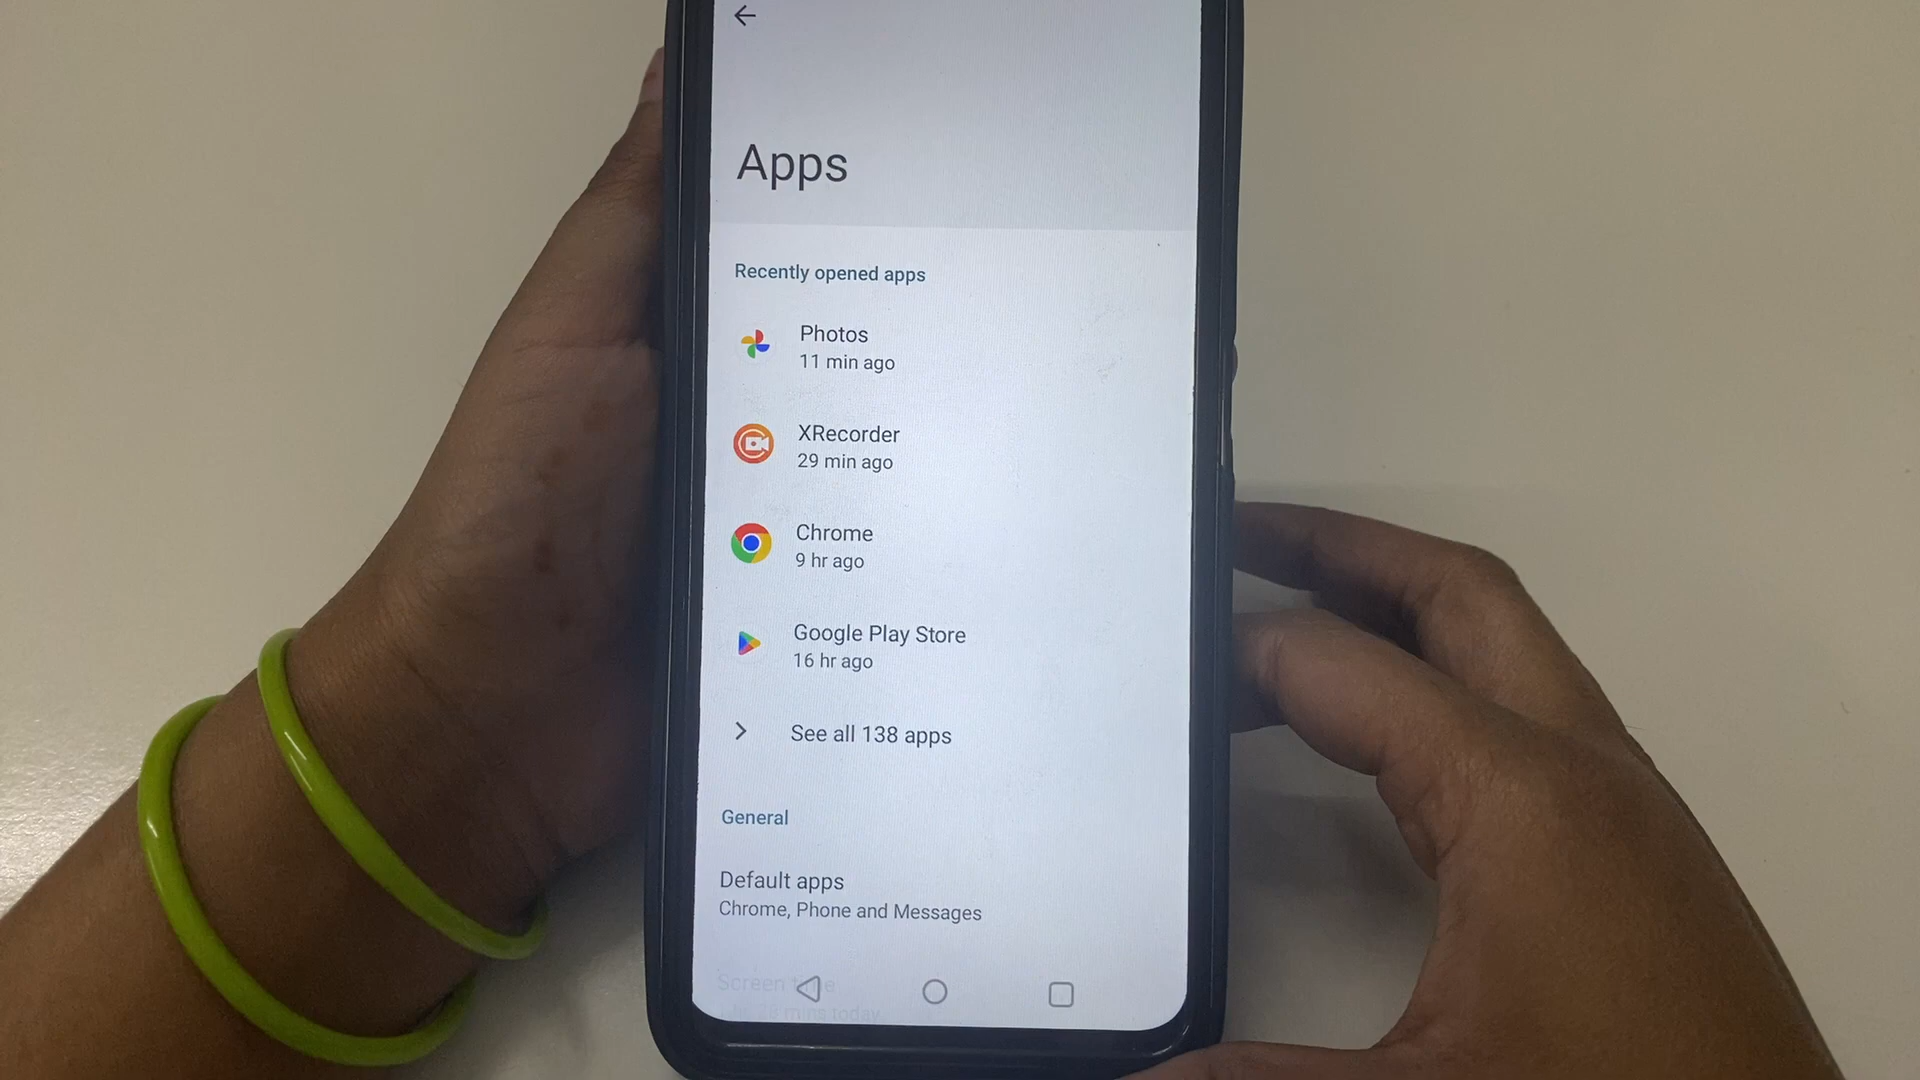 Apps
Recently opened apps
Photos
11 min ago
XRecorder
29 min ago
Chrome
9 hr ago
Google Play Store
16 hr ago
See all 138 apps
General
Default apps
Chrome, Phone and Messages
Screen
mins today